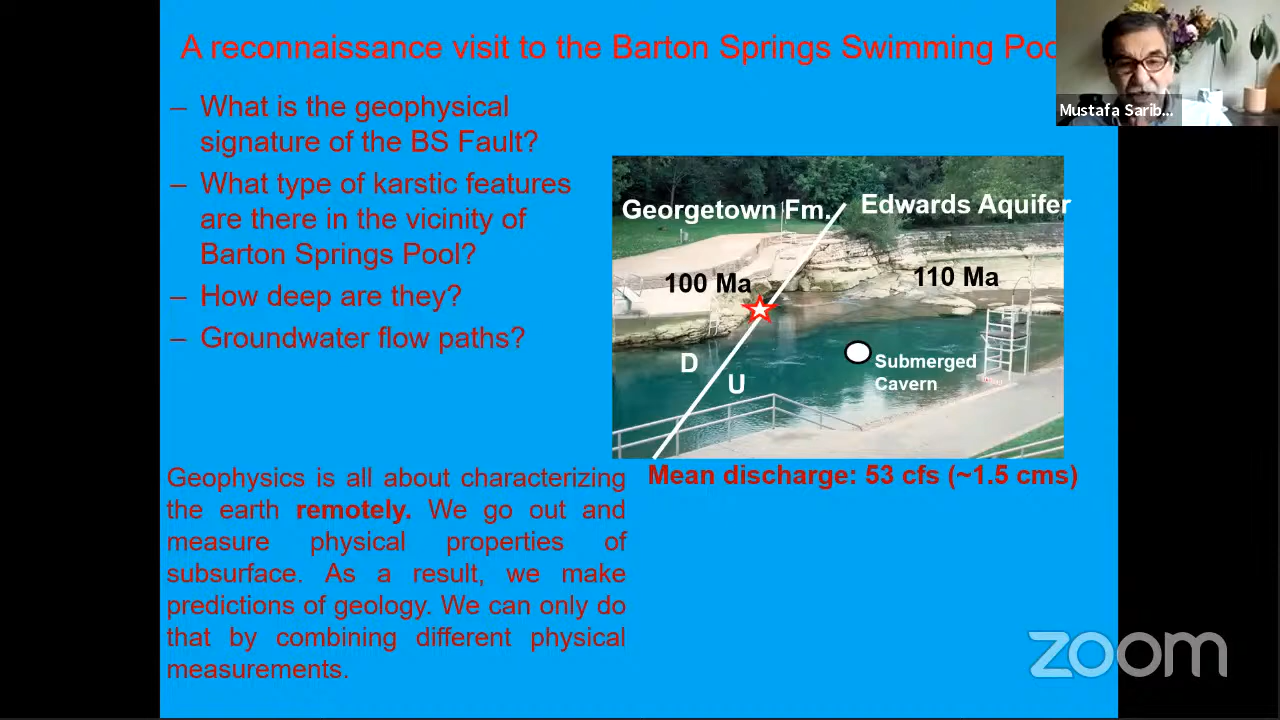 A reconnaissance visit to the Barton Springs Swimming Poo
Mustafa Sarib...
– What is the geophysical
signature of the BS Fault?
– What type of karstic features
are there in the vicinity of
Barton Springs Pool?
– How deep are they?
– Groundwater flow paths?
Georgetown Fm.
Edwards Aquifer
100 Ma
110 Ma
D
U
Submerged
Cavern
Mean discharge: 53 cfs (~1.5 cms)
Geophysics is all about characterizing
the earth remotely. We go out and
measure physical properties of
subsurface. As a result, we make
predictions of geology. We can only do
that by combining different physical
measurements.
zoom